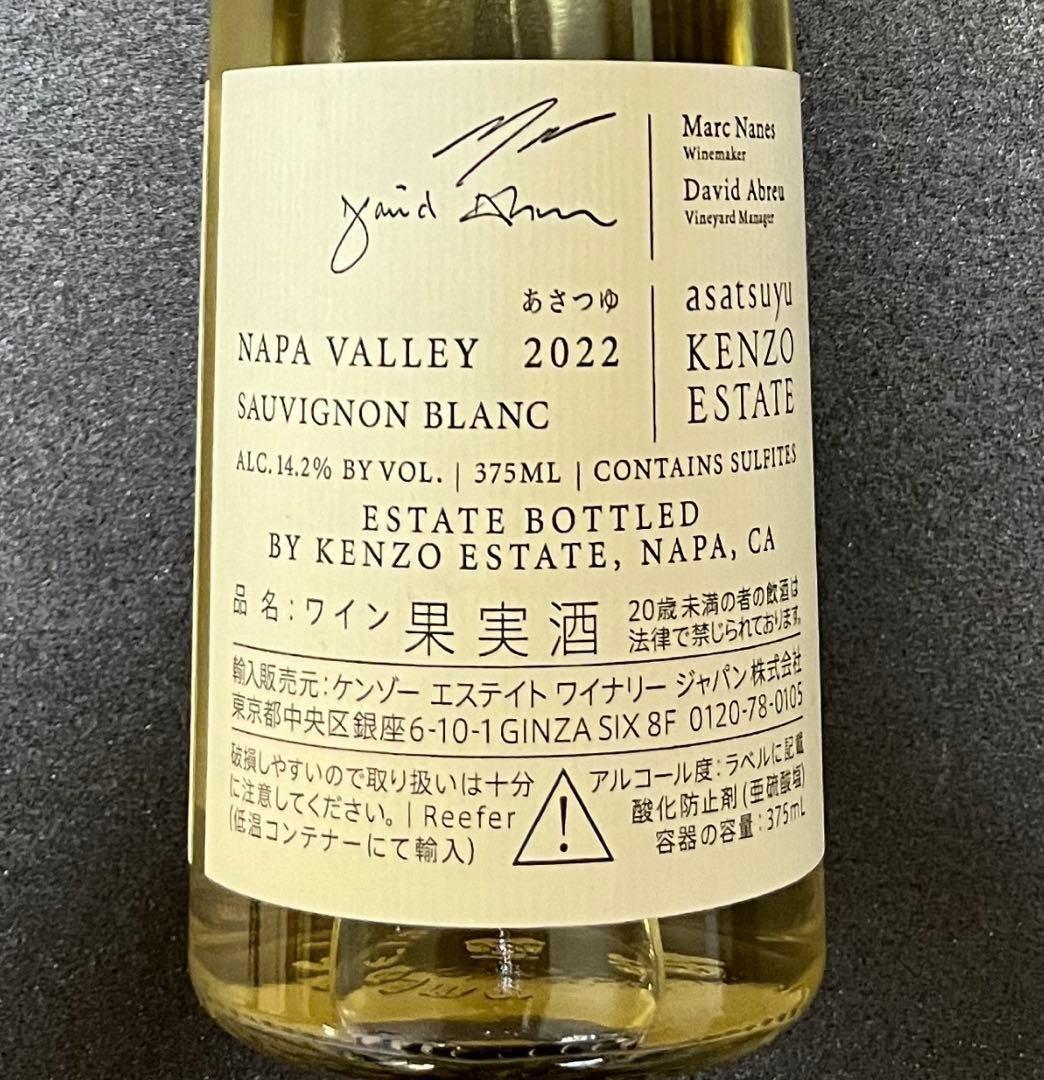 David Abreu
Marc Nanes
Winemaker
David Abreu
Vineyard Manager
あさつゆ
NAPA VALLEY 2022
SAUVIGNON BLANC
asatsuyu
KENZO
ESTATE
ALC. 14.2% BY VOL. | 375ML | CONTAINS SULFITES
ESTATE BOTTLED
BY KENZO ESTATE, NAPA, CA
品 名：ワイン 果実酒
20歳未満の者の飲酒は
法律で禁じられております。
輸入販売元：ケンゾー エステイト ワイナリー ジャパン株式会社
東京都中央区銀座6-10-1 GINZA SIX 8F 0120-78-0105
破損しやすいので取り扱いは十分
に注意してください。| Reefer
(低温コンテナーにて輸入)
!
アルコール度：ラベルに記載
酸化防止剤(亜硫酸塩)
容器の容量：375mL